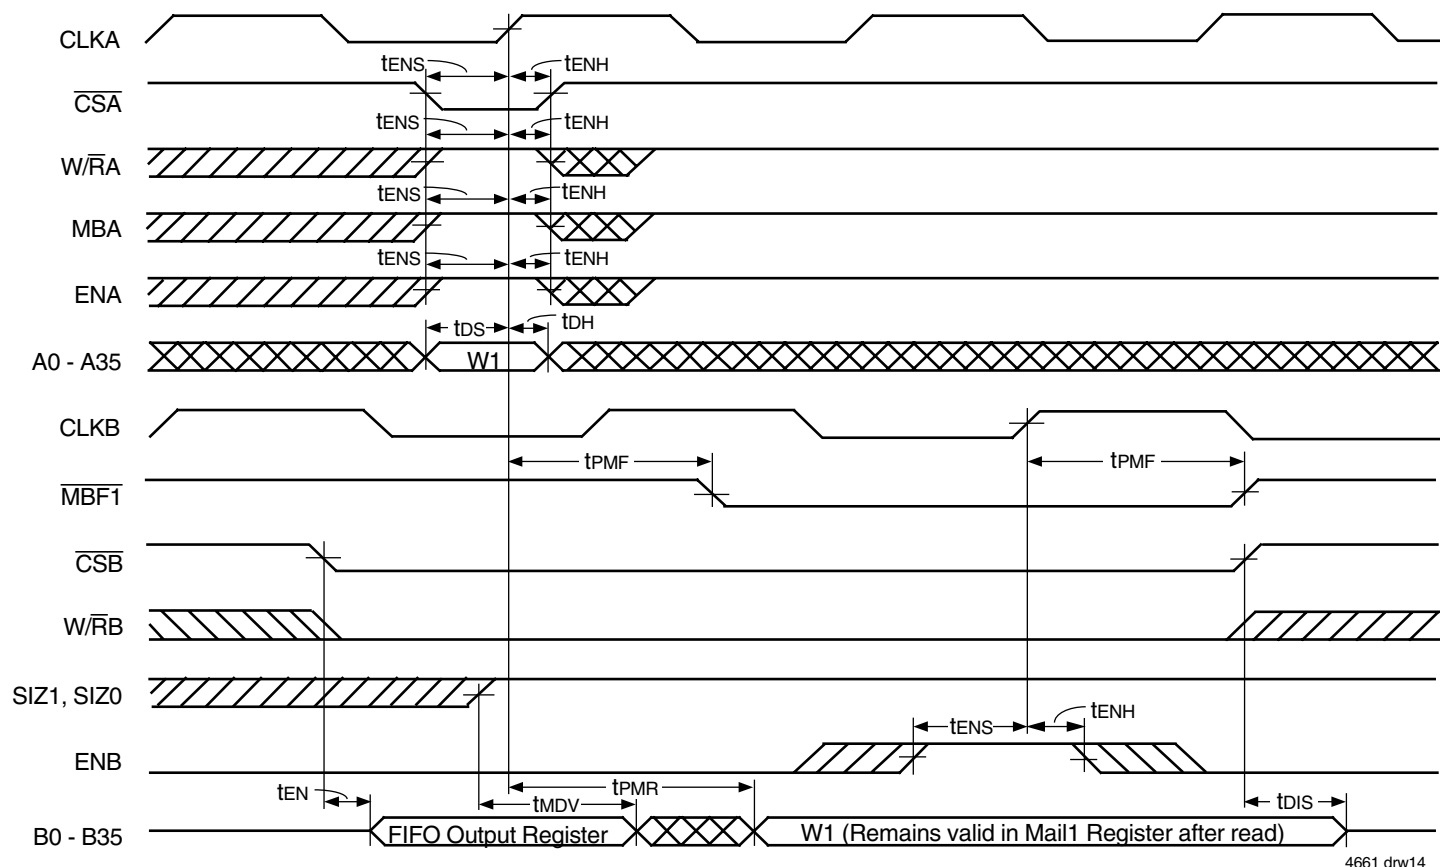 CLKA
tENS tENH
CSA
tENS tENH
W/RA
tENS tENH
MBA
tENS tENH
ENA
tDS tDH
A0 - A35 W1
CLKB
tPMF tPMF
MBF1
CSB
W/RB
SIZ1, SIZ0
tENS tENH
ENB
tEN tMDV tPMR tDIS
B0 - B35 FIFO Output Register W1 (Remains valid in Mail1 Register after read)
4661 drw14